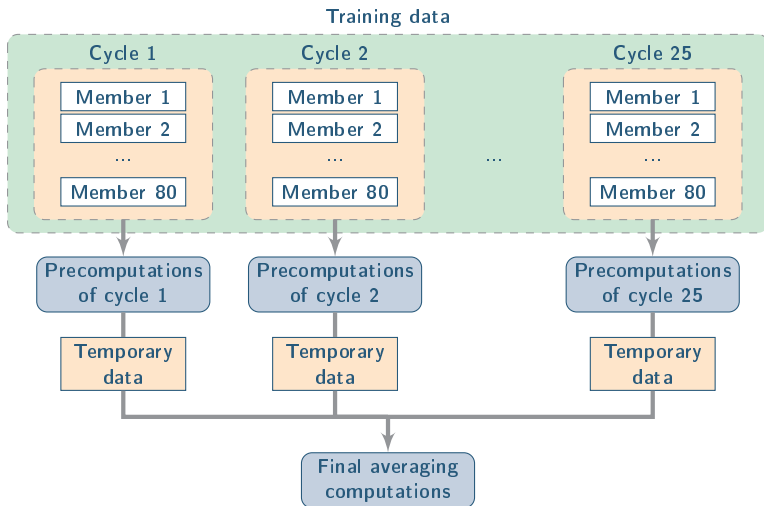 Training data
Cycle 1
Cycle 2
Cycle 25
Member 1
Member 1
Member 1
Member 2
Member 2
Member 2
...
...
...
...
Member 80
Member 80
Member 80
Precomputations
of cycle 1
Precomputations
of cycle 2
Precomputations
of cycle 25
Temporary
data
Temporary
data
Temporary
data
Final averaging
computations